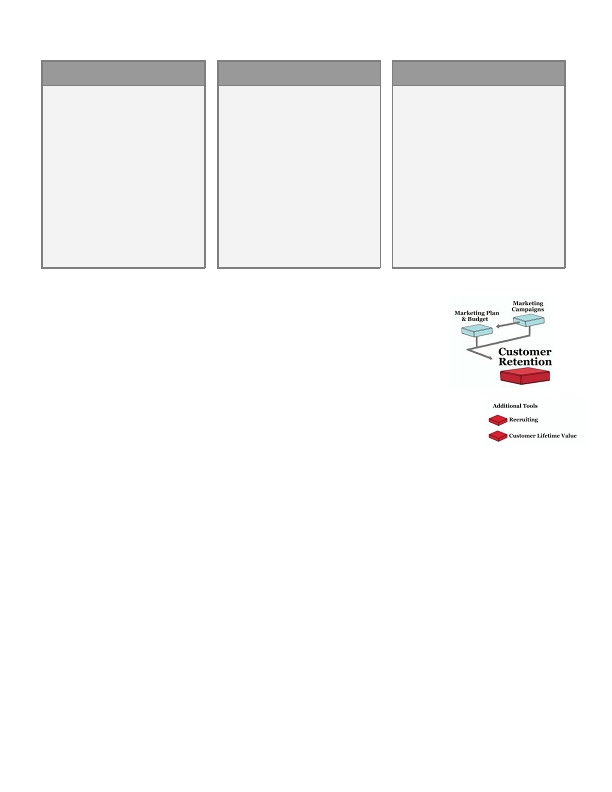 Marketing
Campaigns
Marketing Plan
& Budget
Customer
Retention
Additional Tools
Recruiting
Customer Lifetime Value